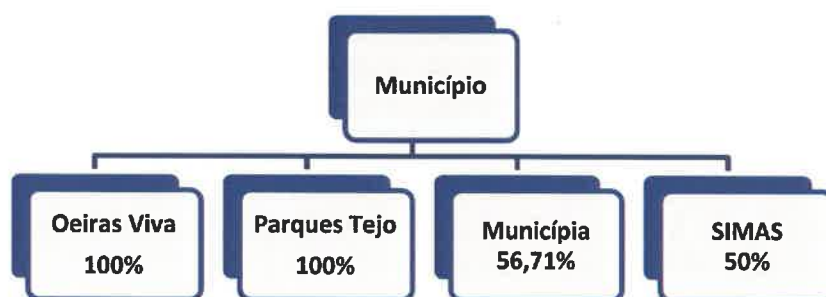 Município
Oeiras Viva
100%
Parques Tejo
100%
Municípia
56,71%
SIMAS
50%